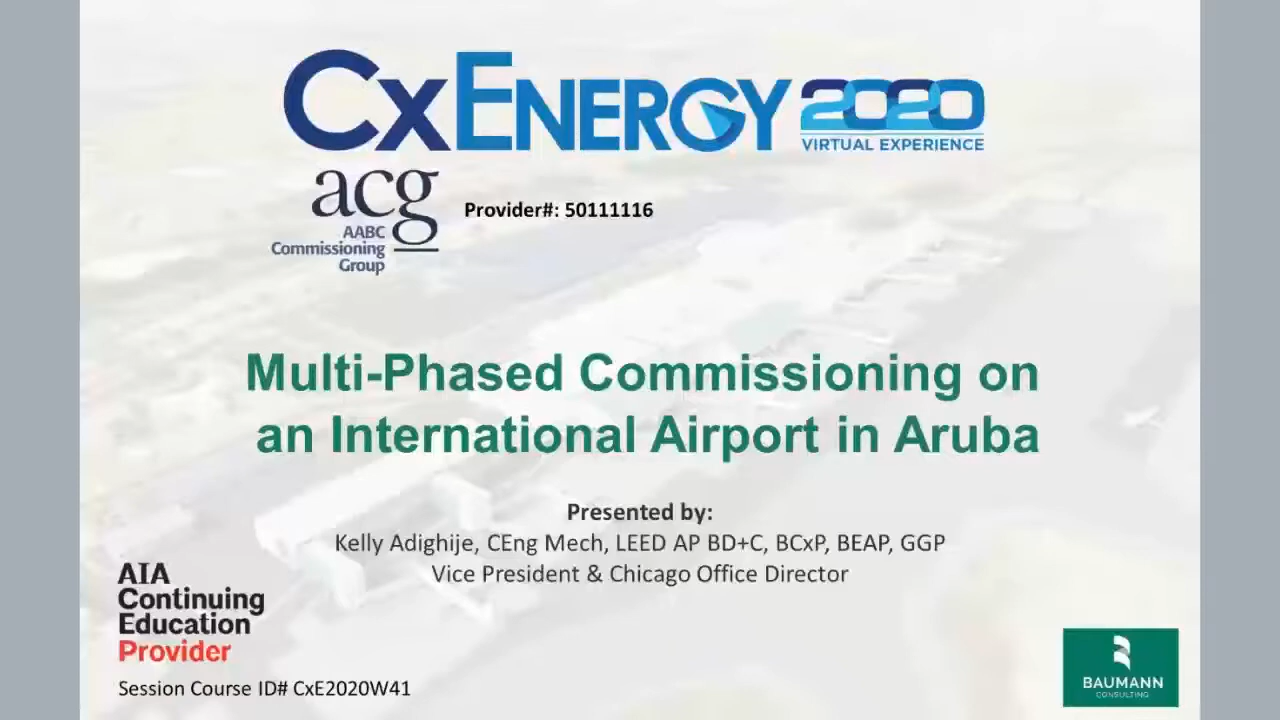 CxENERGY 2020
VIRTUAL EXPERIENCE
acg
AABC
Commissioning
Group
Provider#: 50111116
Multi-Phased Commissioning on
an International Airport in Aruba
Presented by:
Kelly Adighije, CEng Mech, LEED AP BD+C, BCxP, BEAP, GGP
Vice President & Chicago Office Director
AIA
Continuing
Education
Provider
Session Course ID# CxE2020W41
BAUMANN
CONSULTING